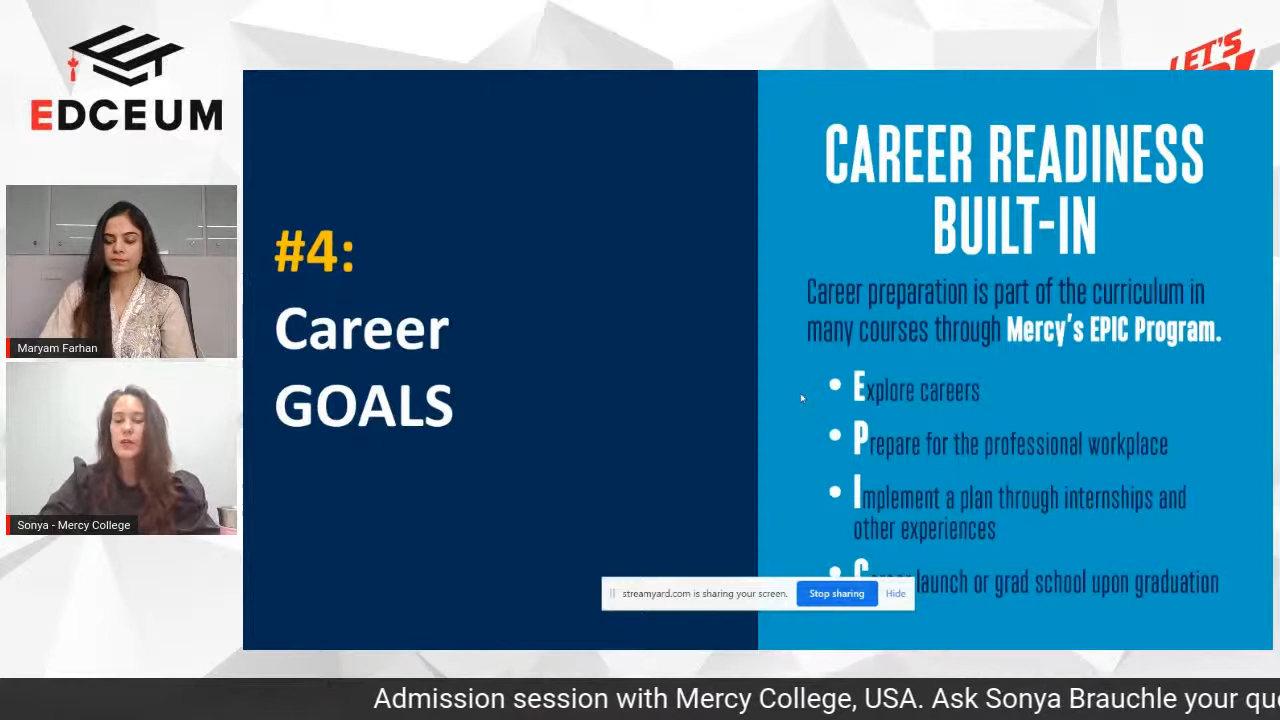 EDCEUM
LET'S
Maryam Farhan
Sonya - Mercy College
#4:
Career
GOALS
CAREER READINESS
BUILT-IN
Career preparation is part of the curriculum in
many courses through Mercy's EPIC Program.
• Explore careers
• Prepare for the professional workplace
• Implement a plan through internships and
other experiences
• launch or grad school upon graduation
streamyard.com is sharing your screen.
Stop sharing
Hide
Admission session with Mercy College, USA. Ask Sonya Brauchle your